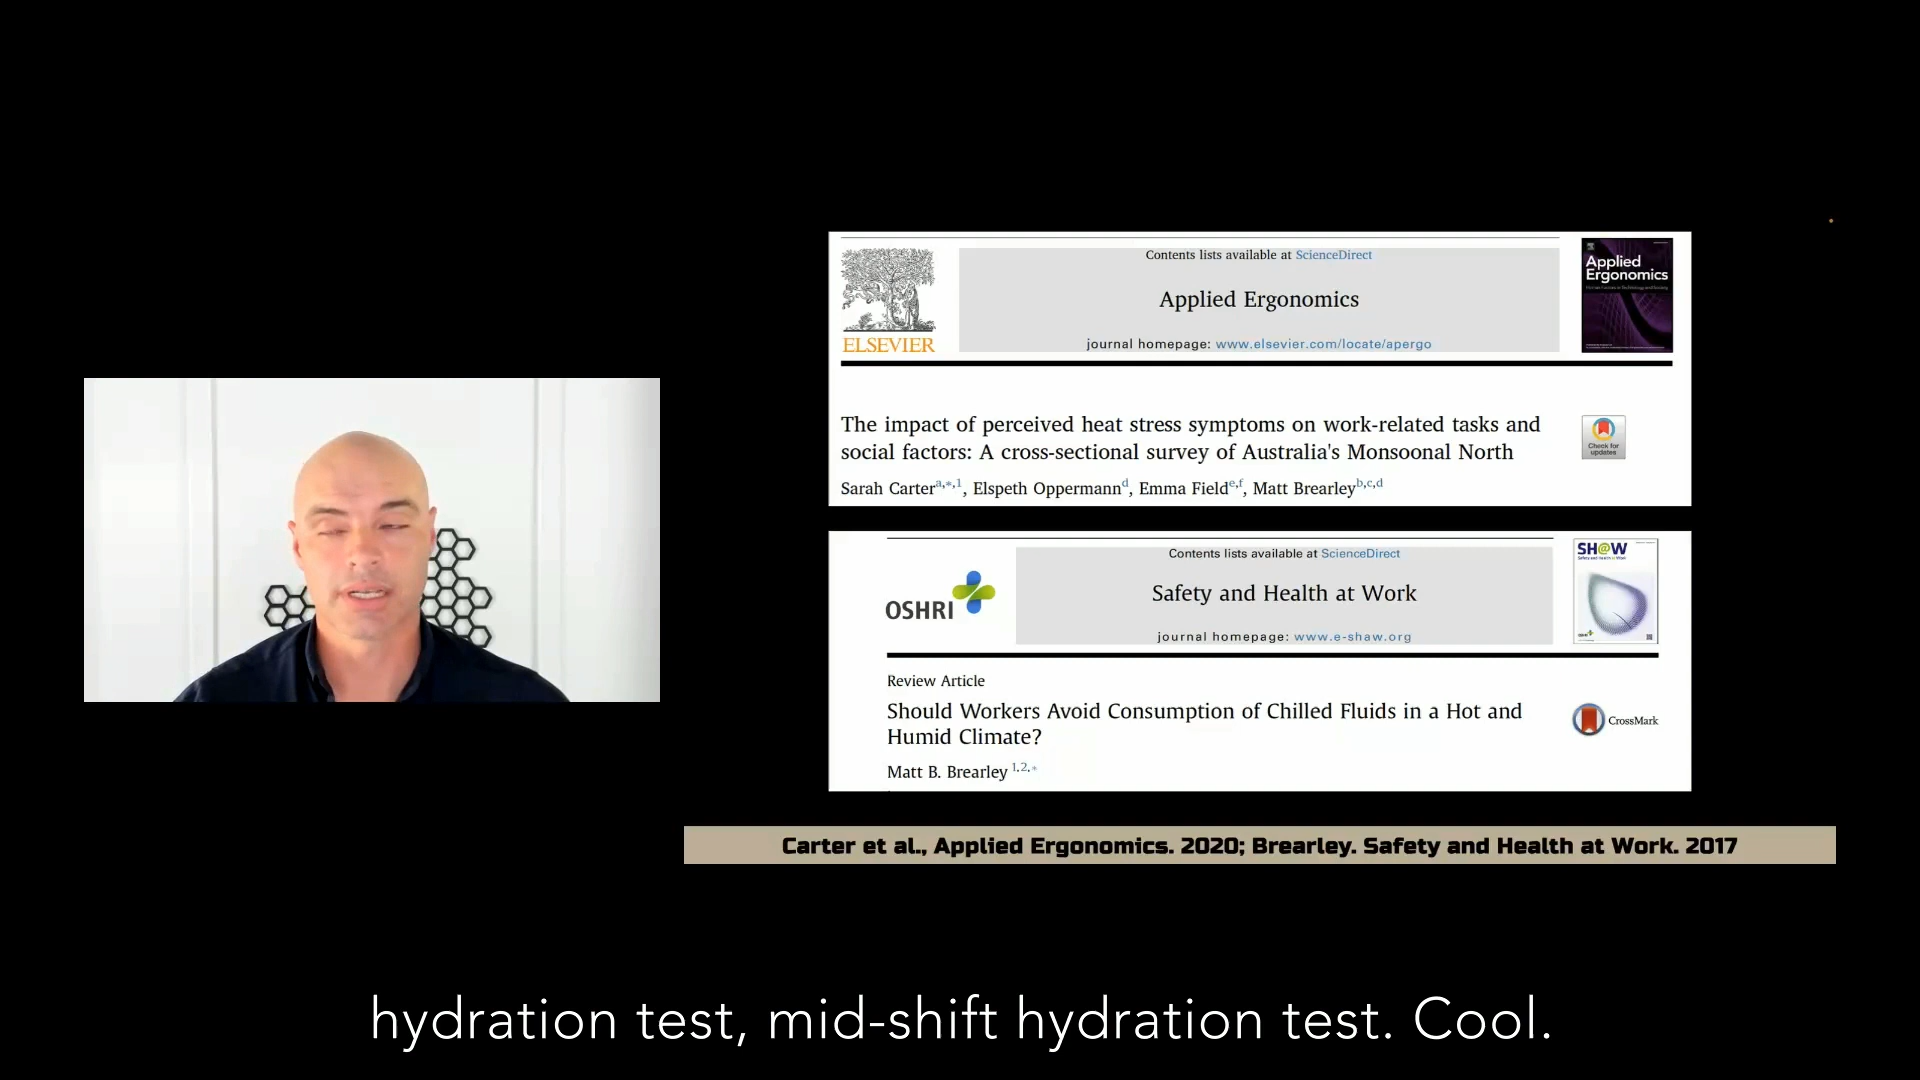 Contents lists available at ScienceDirect
Applied Ergonomics
journal homepage: www.elsevier.com/locate/apergo
ELSEVIER
Applied
Ergonomics
The impact of perceived heat stress symptoms on work-related tasks and
social factors: A cross-sectional survey of Australia's Monsoonal North
Check for
updates
Sarah Carter a,*,1, Elspeth Oppermann d, Emma Field e,f, Matt Brearley b,c,d
Contents lists available at ScienceDirect
OSHRI
Safety and Health at Work
journal homepage: www.e-shaw.org
SH@W
Review Article
Should Workers Avoid Consumption of Chilled Fluids in a Hot and
Humid Climate?
CrossMark
Matt B. Brearley 1,2,*
Carter et al., Applied Ergonomics. 2020; Brearley. Safety and Health at Work. 2017
hydration test, mid-shift hydration test. Cool.